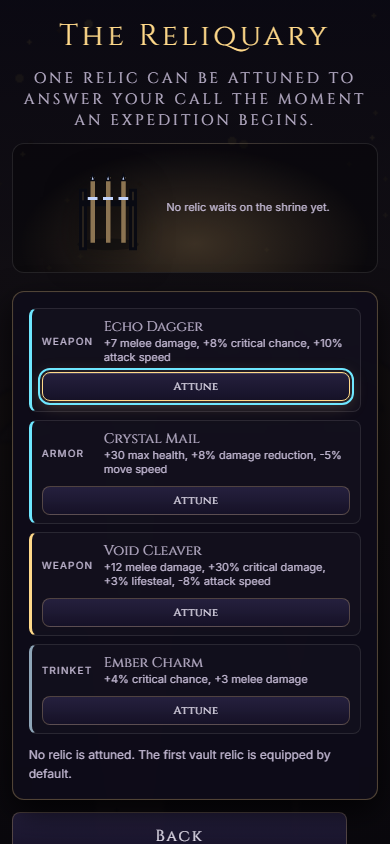 The Reliquary
ONE RELIC CAN BE ATTUNED TO
ANSWER YOUR CALL THE MOMENT
AN EXPEDITION BEGINS.
No relic waits on the shrine yet.
WEAPON
Echo Dagger
+7 melee damage, +8% critical chance, +10%
attack speed
Attune
ARMOR
Crystal Mail
+30 max health, +8% damage reduction, -5%
move speed
Attune
WEAPON
Void Cleaver
+12 melee damage, +30% critical damage,
+3% lifesteal, -8% attack speed
Attune
TRINKET
Ember Charm
+4% critical chance, +3 melee damage
Attune
No relic is attuned. The first vault relic is equipped by
default.
Back